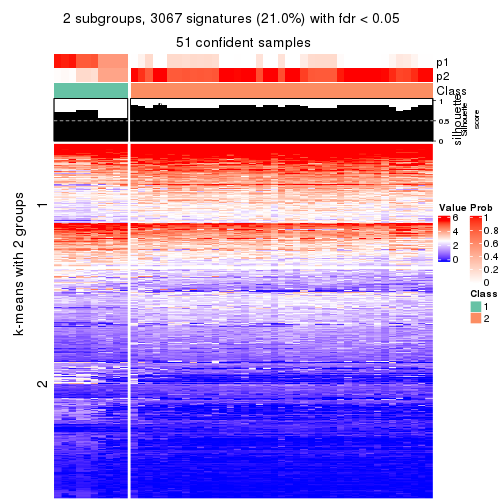 2 subgroups, 3067 signatures (21.0%) with fdr < 0.05
51 confident samples
p1
p2
Class
1
0.5
0
silhouette
Silhouette
score
k-means with 2 groups
1
2
Value
6
4
2
0
Prob
1
0.8
0.6
0.4
0.2
0
Class
1
2